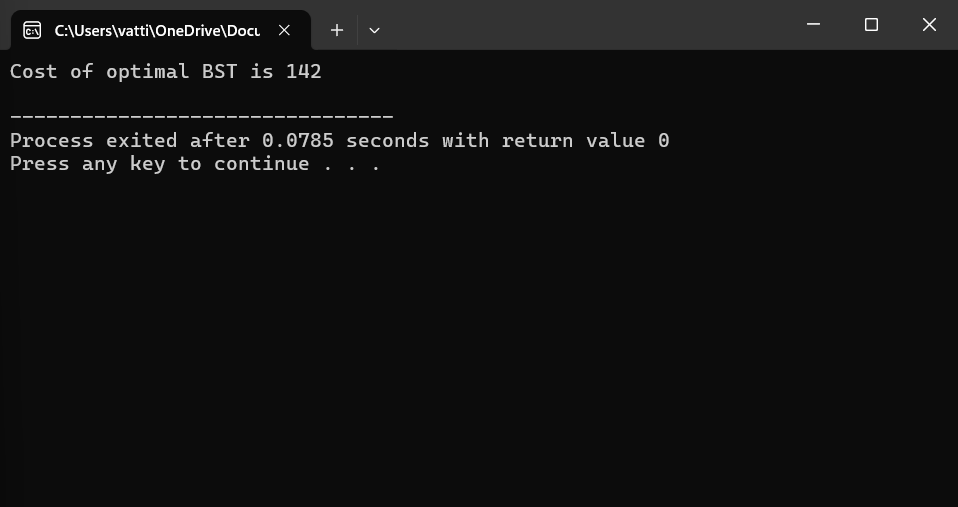 C:\Users\vatti\OneDrive\Docu
Cost of optimal BST is 142
--------------------------------
Process exited after 0.0785 seconds with return value 0
Press any key to continue . . .